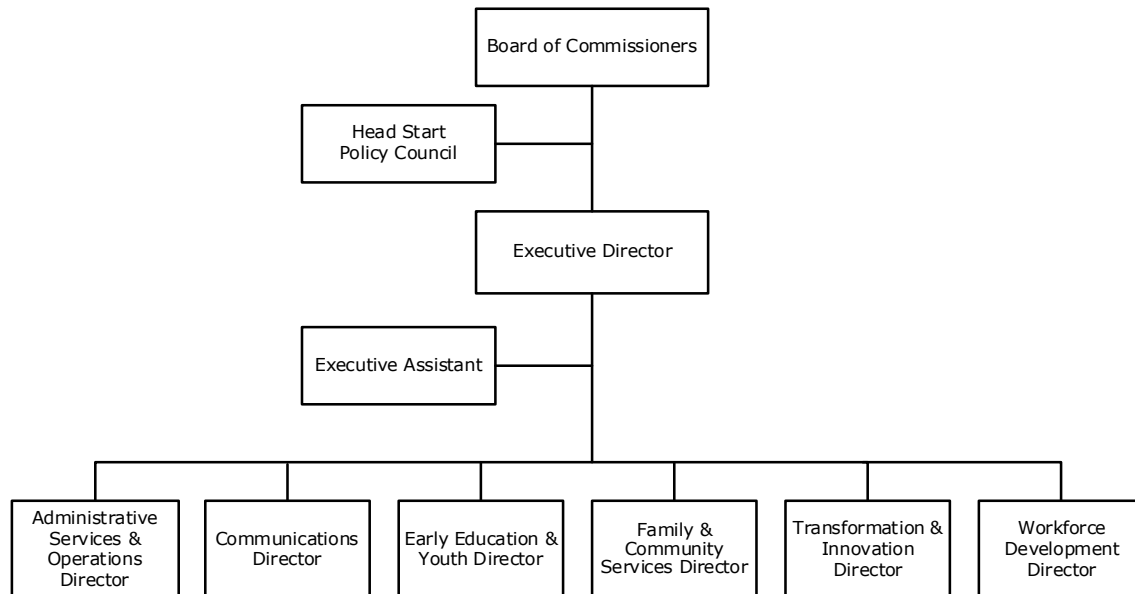 Board of Commissioners
Head Start
Policy Council
Executive Director
Executive Assistant
Administrative
Services &
Operations
Director
Communications
Director
Early Education &
Youth Director
Family &
Community
Services Director
Transformation &
Innovation
Director
Workforce
Development
Director